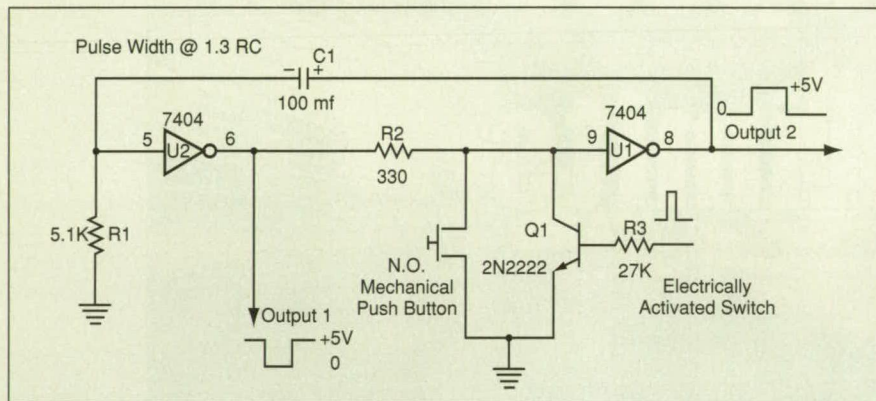 Pulse Width @ 1.3 RC
C1
− +
100 mf
7404
5 U2 6
R2
330
7404
9 U1 8
+5V
0
Output 2
5.1K R1
N.O.
Mechanical
Push Button
Q1
2N2222
R3
27K
Electrically
Activated Switch
Output 1
+5V
0